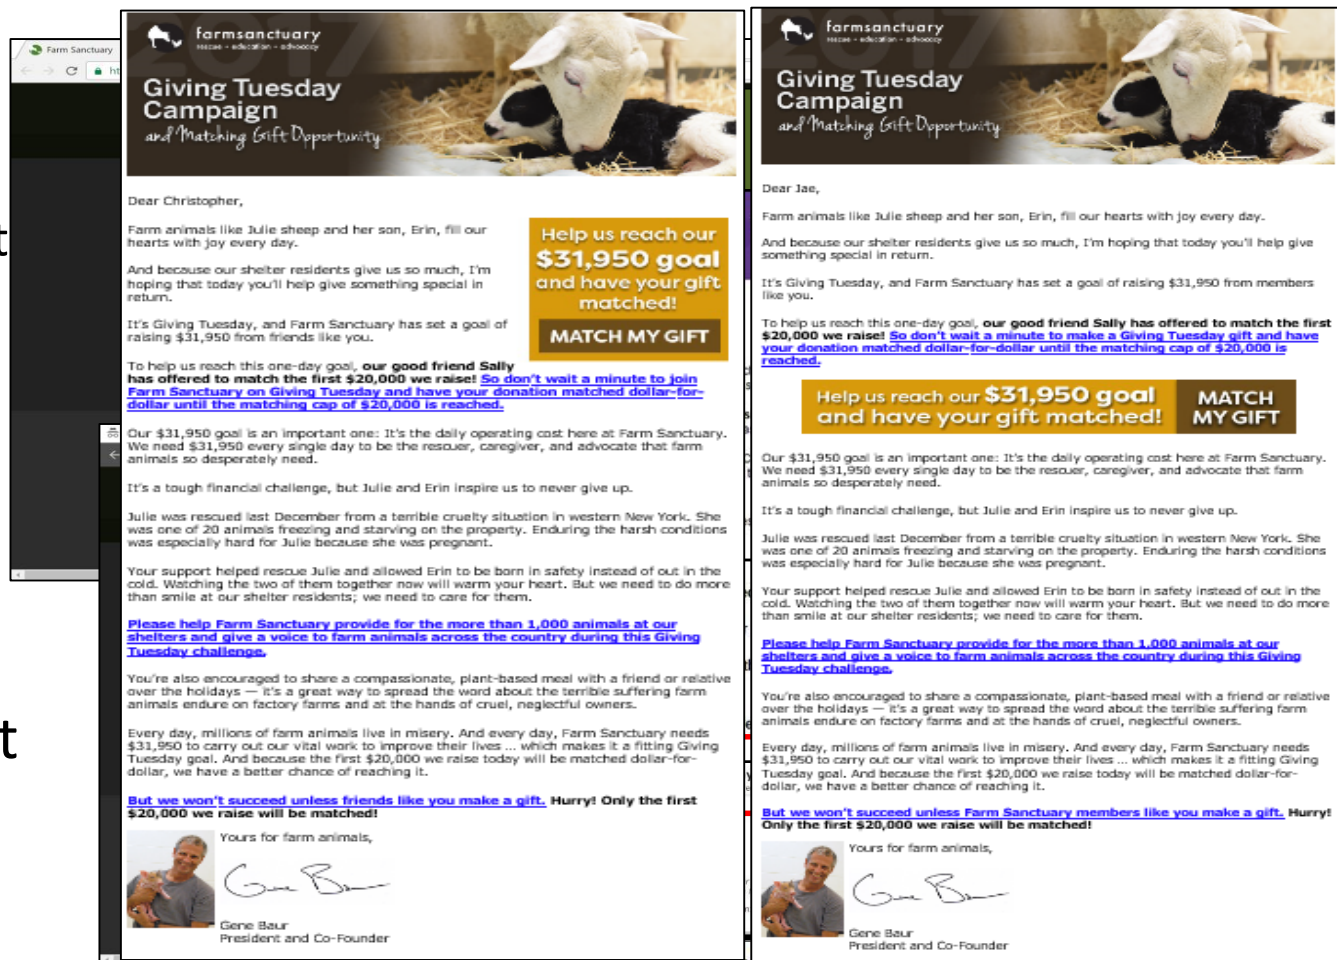 Farm Sanctuary
t
t
farmsanctuary
rescue - education - advocacy
Giving Tuesday
Campaign
and Matching Gift Opportunity
Dear Christopher,
Farm animals like Julie sheep and her son, Erin, fill our
hearts with joy every day.
And because our shelter residents give us so much, I'm
hoping that today you'll help give something special in
return.
It's Giving Tuesday, and Farm Sanctuary has set a goal of
raising $31,950 from friends like you.
Help us reach our
$31,950 goal
and have your gift
matched!
MATCH MY GIFT
To help us reach this one-day goal, our good friend Sally
has offered to match the first $20,000 we raise! So don't wait a minute to join
Farm Sanctuary on Giving Tuesday and have your donation matched dollar-for-
dollar until the matching cap of $20,000 is reached.
Our $31,950 goal is an important one: It's the daily operating cost here at Farm Sanctuary.
We need $31,950 every single day to be the rescuer, caregiver, and advocate that farm
animals so desperately need.
It's a tough financial challenge, but Julie and Erin inspire us to never give up.
Julie was rescued last December from a terrible cruelty situation in western New York. She
was one of 20 animals freezing and starving on the property. Enduring the harsh conditions
was especially hard for Julie because she was pregnant.
Your support helped rescue Julie and allowed Erin to be born in safety instead of out in the
cold. Watching the two of them together now will warm your heart. But we need to do more
than smile at our shelter residents; we need to care for them.
Please help Farm Sanctuary provide for the more than 1,000 animals at our
shelters and give a voice to farm animals across the country during this Giving
Tuesday challenge.
You're also encouraged to share a compassionate, plant-based meal with a friend or relative
over the holidays — it's a great way to spread the word about the terrible suffering farm
animals endure on factory farms and at the hands of cruel, neglectful owners.
Every day, millions of farm animals live in misery. And every day, Farm Sanctuary needs
$31,950 to carry out our vital work to improve their lives ... which makes it a fitting Giving
Tuesday goal. And because the first $20,000 we raise today will be matched dollar-for-
dollar, we have a better chance of reaching it.
But we won't succeed unless friends like you make a gift. Hurry! Only the first
$20,000 we raise will be matched!
Yours for farm animals,
Gene Baur
Gene Baur
President and Co-Founder
farmsanctuary
rescue - education - advocacy
Giving Tuesday
Campaign
and Matching Gift Opportunity
Dear Jae,
Farm animals like Julie sheep and her son, Erin, fill our hearts with joy every day.
And because our shelter residents give us so much, I'm hoping that today you'll help give
something special in return.
It's Giving Tuesday, and Farm Sanctuary has set a goal of raising $31,950 from members
like you.
To help us reach this one-day goal, our good friend Sally has offered to match the first
$20,000 we raise! So don't wait a minute to make a Giving Tuesday gift and have
your donation matched dollar-for-dollar until the matching cap of $20,000 is
reached.
Help us reach our $31,950 goal
and have your gift matched!
MATCH
MY GIFT
Our $31,950 goal is an important one: It's the daily operating cost here at Farm Sanctuary.
We need $31,950 every single day to be the rescuer, caregiver, and advocate that farm
animals so desperately need.
It's a tough financial challenge, but Julie and Erin inspire us to never give up.
Julie was rescued last December from a terrible cruelty situation in western New York. She
was one of 20 animals freezing and starving on the property. Enduring the harsh conditions
was especially hard for Julie because she was pregnant.
Your support helped rescue Julie and allowed Erin to be born in safety instead of out in the
cold. Watching the two of them together now will warm your heart. But we need to do more
than smile at our shelter residents; we need to care for them.
Please help Farm Sanctuary provide for the more than 1,000 animals at our
shelters and give a voice to farm animals across the country during this Giving
Tuesday challenge.
You're also encouraged to share a compassionate, plant-based meal with a friend or relative
over the holidays — it's a great way to spread the word about the terrible suffering farm
animals endure on factory farms and at the hands of cruel, neglectful owners.
Every day, millions of farm animals live in misery. And every day, Farm Sanctuary needs
$31,950 to carry out our vital work to improve their lives ... which makes it a fitting Giving
Tuesday goal. And because the first $20,000 we raise today will be matched dollar-for-
dollar, we have a better chance of reaching it.
But we won't succeed unless Farm Sanctuary members like you make a gift. Hurry!
Only the first $20,000 we raise will be matched!
Yours for farm animals,
Gene Baur
Gene Baur
President and Co-Founder